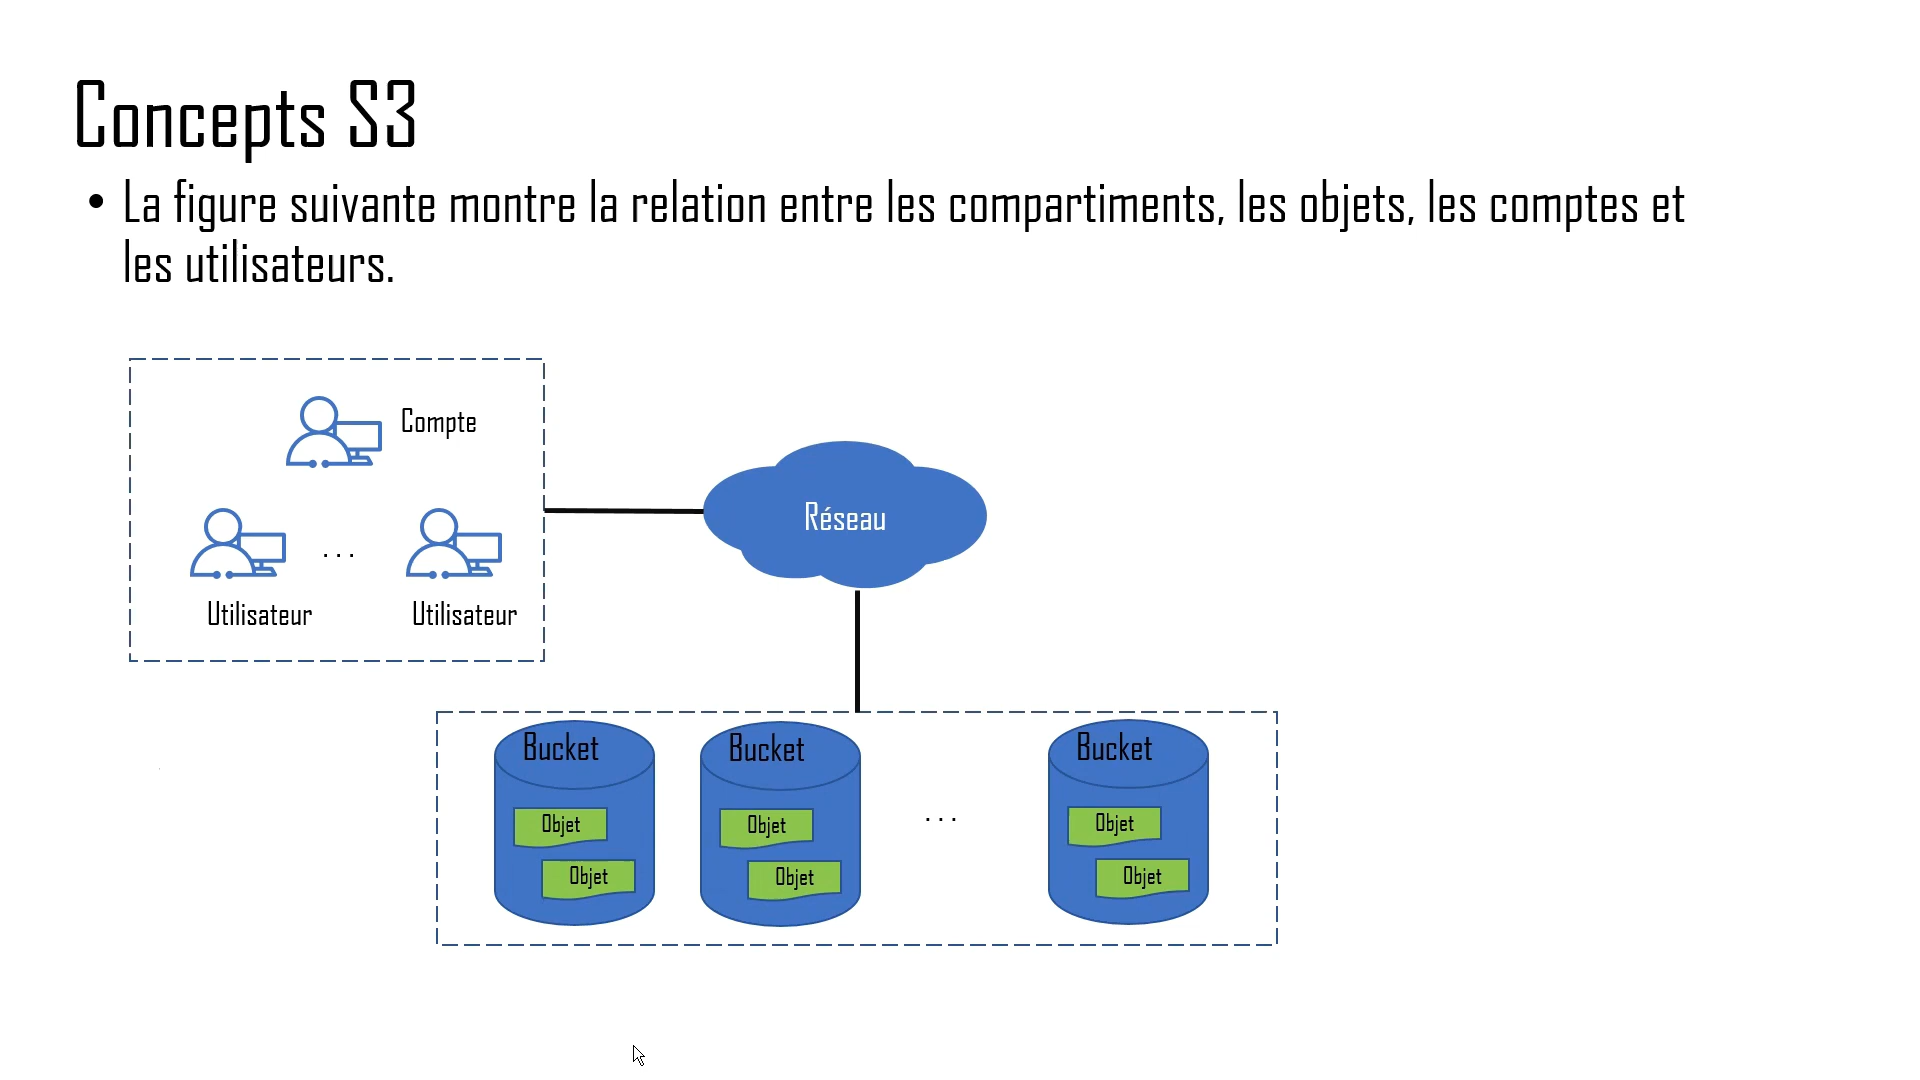 Concepts S3
• La figure suivante montre la relation entre les compartiments, les objets, les comptes et
les utilisateurs.
Compte
. . .
Utilisateur
Utilisateur
Réseau
Bucket
Bucket
Bucket
Objet
Objet
. . .
Objet
Objet
Objet
Objet